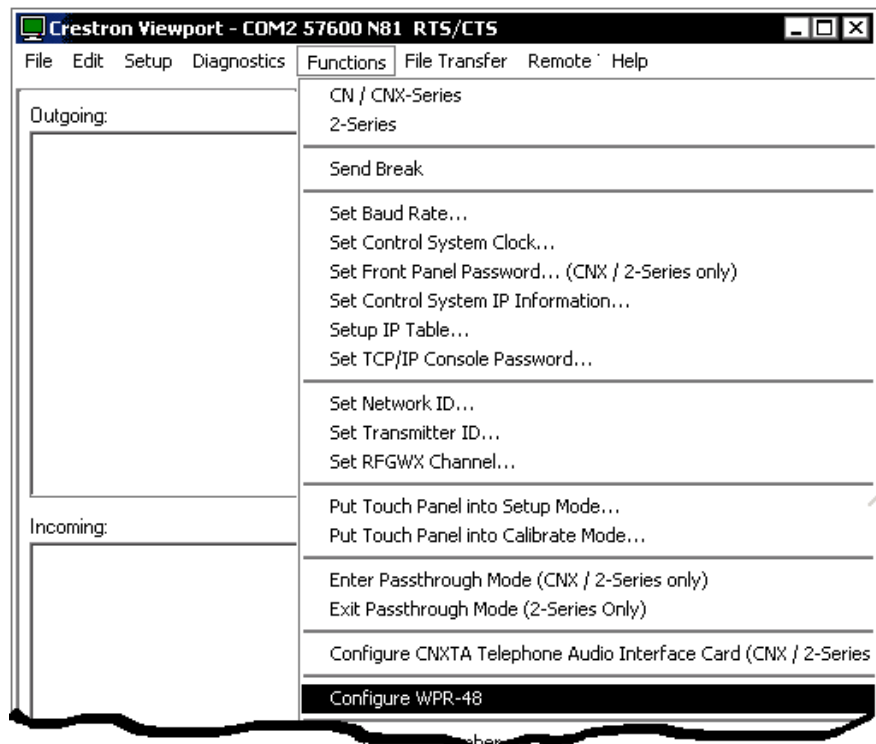 Crestron Viewport - COM2 57600 N81 RTS/CTS
File Edit Setup Diagnostics Functions File Transfer Remote Help
Outgoing:
CN / CNX-Series
2-Series
Send Break
Set Baud Rate...
Set Control System Clock...
Set Front Panel Password... (CNX / 2-Series only)
Set Control System IP Information...
Setup IP Table...
Set TCP/IP Console Password...
Set Network ID...
Set Transmitter ID...
Set RFGWX Channel...
Put Touch Panel into Setup Mode...
Incoming:
Put Touch Panel into Calibrate Mode...
Enter Passthrough Mode (CNX / 2-Series only)
Exit Passthrough Mode (2-Series Only)
Configure CNXTA Telephone Audio Interface Card (CNX / 2-Series
Configure WPR-48